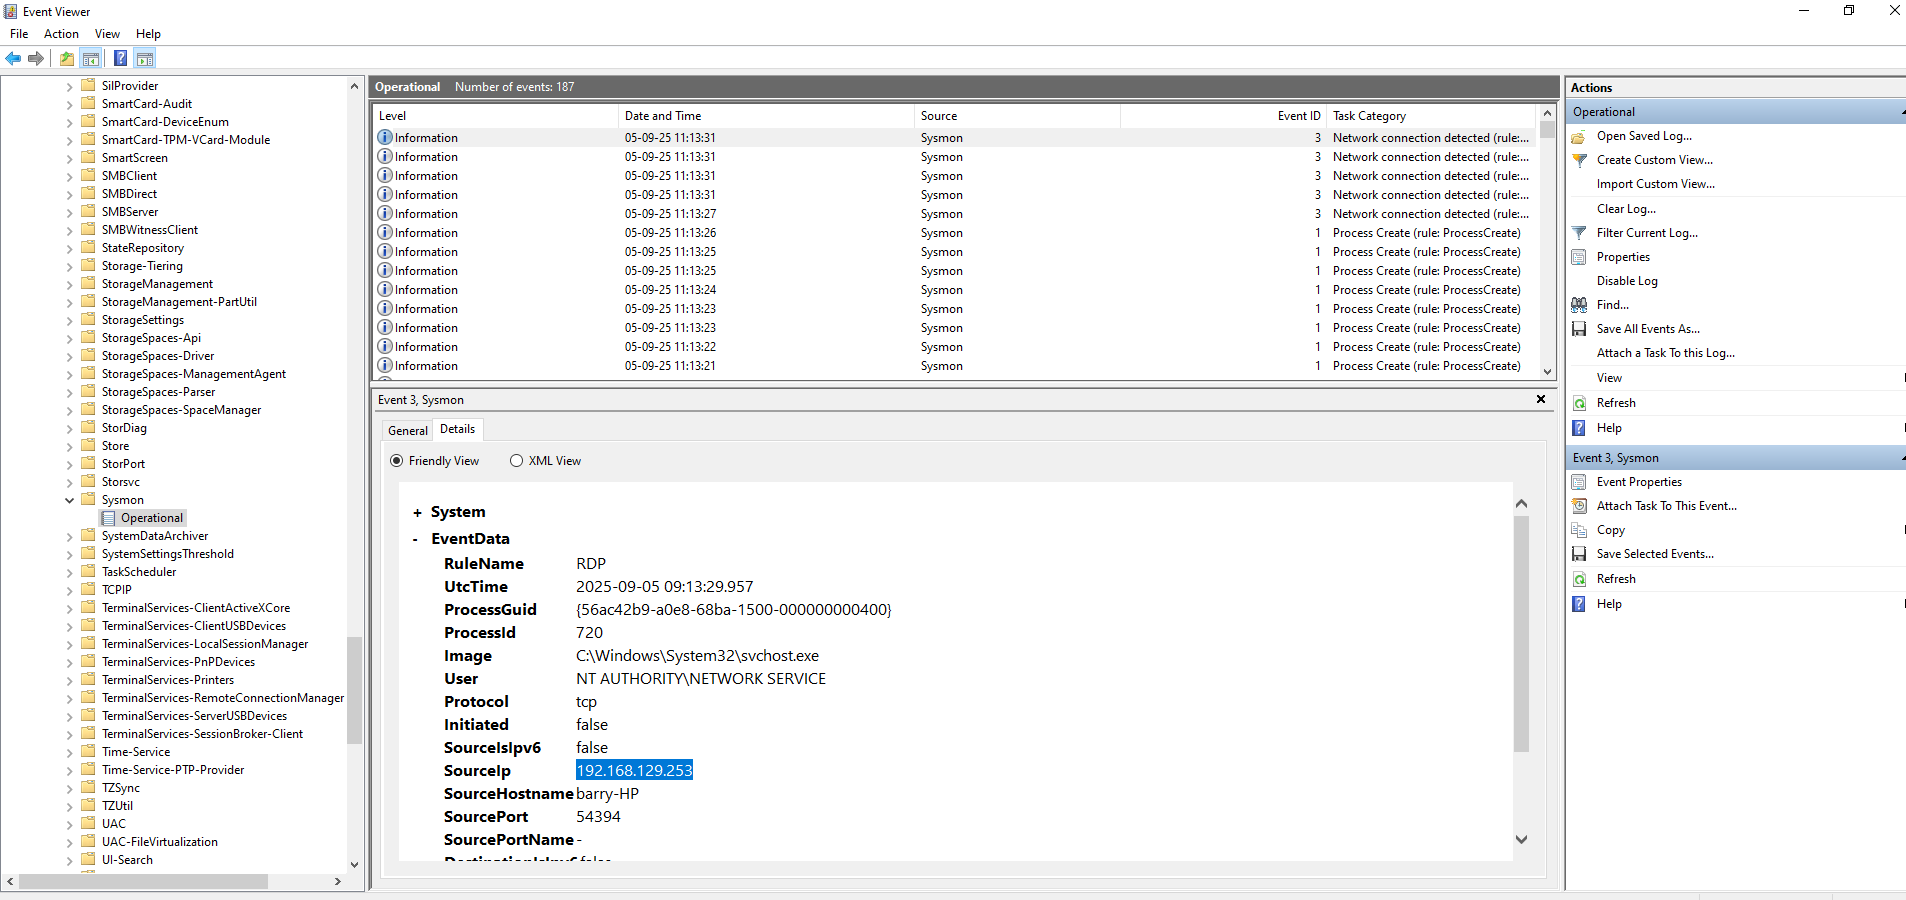 Event Viewer
File Action View Help
SilProvider
SmartCard-Audit
SmartCard-DeviceEnum
SmartCard-TPM-VCard-Module
SmartScreen
SMBClient
SMBDirect
SMBServer
SMBWitnessClient
StateRepository
Storage-Tiering
StorageManagement
StorageManagement-PartUtil
StorageSettings
StorageSpaces-Api
StorageSpaces-Driver
StorageSpaces-ManagementAgent
StorageSpaces-Parser
StorageSpaces-SpaceManager
StorDiag
Store
StorPort
Storsvc
Sysmon
Operational
SystemDataArchiver
SystemSettingsThreshold
TaskScheduler
TCPIP
TerminalServices-ClientActiveXCore
TerminalServices-ClientUSBDevices
TerminalServices-LocalSessionManager
TerminalServices-PnPDevices
TerminalServices-Printers
TerminalServices-RemoteConnectionManager
TerminalServices-ServerUSBDevices
TerminalServices-SessionBroker-Client
Time-Service
Time-Service-PTP-Provider
TZSync
TZUtil
UAC
UAC-FileVirtualization
UI-Search
Operational Number of events: 187
Level Date and Time Source Event ID Task Category
Information 05-09-25 11:13:31 Sysmon 3 Network connection detected (rule:...
Information 05-09-25 11:13:31 Sysmon 3 Network connection detected (rule:...
Information 05-09-25 11:13:31 Sysmon 3 Network connection detected (rule:...
Information 05-09-25 11:13:31 Sysmon 3 Network connection detected (rule:...
Information 05-09-25 11:13:27 Sysmon 3 Network connection detected (rule:...
Information 05-09-25 11:13:26 Sysmon 1 Process Create (rule: ProcessCreate)
Information 05-09-25 11:13:25 Sysmon 1 Process Create (rule: ProcessCreate)
Information 05-09-25 11:13:25 Sysmon 1 Process Create (rule: ProcessCreate)
Information 05-09-25 11:13:24 Sysmon 1 Process Create (rule: ProcessCreate)
Information 05-09-25 11:13:23 Sysmon 1 Process Create (rule: ProcessCreate)
Information 05-09-25 11:13:23 Sysmon 1 Process Create (rule: ProcessCreate)
Information 05-09-25 11:13:22 Sysmon 1 Process Create (rule: ProcessCreate)
Information 05-09-25 11:13:21 Sysmon 1 Process Create (rule: ProcessCreate)
Event 3, Sysmon
General Details
Friendly View XML View
+ System
- EventData
RuleName RDP
UtcTime 2025-09-05 09:13:29.957
ProcessGuid {56ac42b9-a0e8-68ba-1500-000000000400}
ProcessId 720
Image C:\Windows\System32\svchost.exe
User NT AUTHORITY\NETWORK SERVICE
Protocol tcp
Initiated false
SourceIsIpv6 false
SourceIp 192.168.129.253
SourceHostname barry-HP
SourcePort 54394
SourcePortName -
DestinationIsIpv6 false
Actions
Operational
Open Saved Log...
Create Custom View...
Import Custom View...
Clear Log...
Filter Current Log...
Properties
Disable Log
Find...
Save All Events As...
Attach a Task To this Log...
View
Refresh
Help
Event 3, Sysmon
Event Properties
Attach Task To This Event...
Copy
Save Selected Events...
Refresh
Help